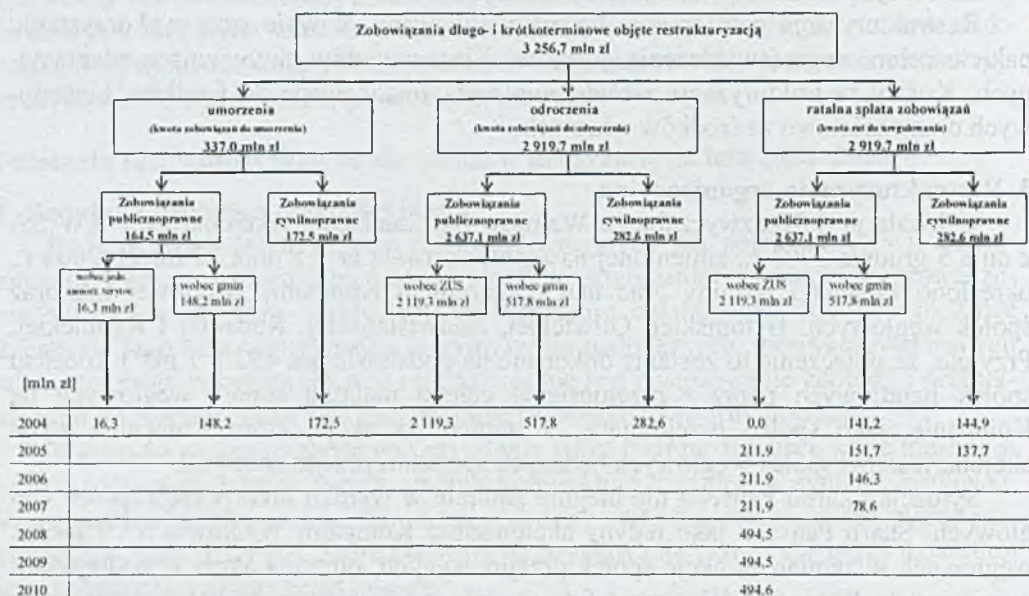 Zobowiązania długo- i krótkoterminowe objęte restrukturyzacją
3 256,7 mln zł
umorzenia
(kwota zobowiązań do umorzenia)
337,0 mln zł
odroczenia
(kwota zobowiązań do odroczenia)
2 919,7 mln zł
ratalna spłata zobowiązań
(kwota rat do uregulowania)
2 919,7 mln zł
Zobowiązania
publicznoprawne
164,5 mln zł
Zobowiązania
cywilnoprawne
172,5 mln zł
Zobowiązania
publicznoprawne
2 637,1 mln zł
Zobowiązania
cywilnoprawne
282,6 mln zł
Zobowiązania
publicznoprawne
2 637,1 mln zł
Zobowiązania
cywilnoprawne
282,6 mln zł
wobec jedn.
samorz. teryt.
16,3 mln zł
wobec gmin
148,2 mln zł
wobec ZUS
2 119,3 mln zł
wobec gmin
517,8 mln zł
wobec ZUS
2 119,3 mln zł
wobec gmin
517,8 mln zł
[mln zł]
2004 16,3 148,2 172,5 2 119,3 517,8 282,6 0,0 141,2 144,9
2005 211,9 151,7 137,7
2006 211,9 146,3
2007 211,9 78,6
2008 494,5
2009 494,5
2010 494,6